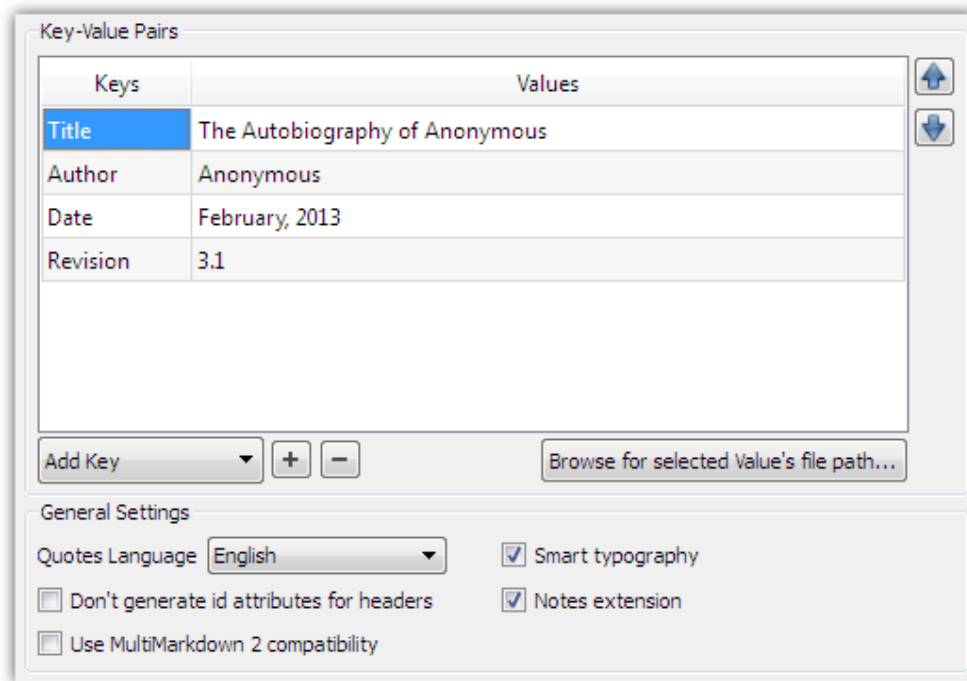 Key-Value Pairs
Keys Values
Title The Autobiography of Anonymous
Author Anonymous
Date February, 2013
Revision 3.1
Add Key + − Browse for selected Value's file path...
General Settings
Quotes Language English Smart typography
Don't generate id attributes for headers Notes extension
Use MultiMarkdown 2 compatibility